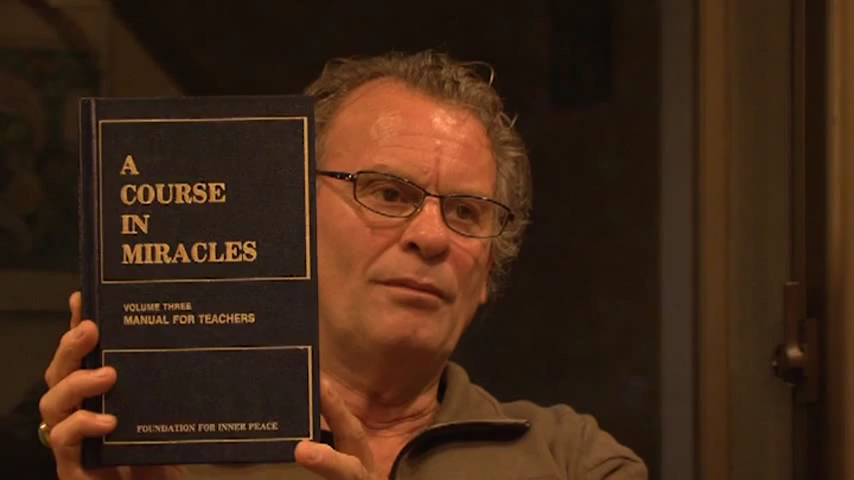 A
COURSE
IN
MIRACLES
VOLUME THREE
MANUAL FOR TEACHERS
FOUNDATION FOR INNER PEACE